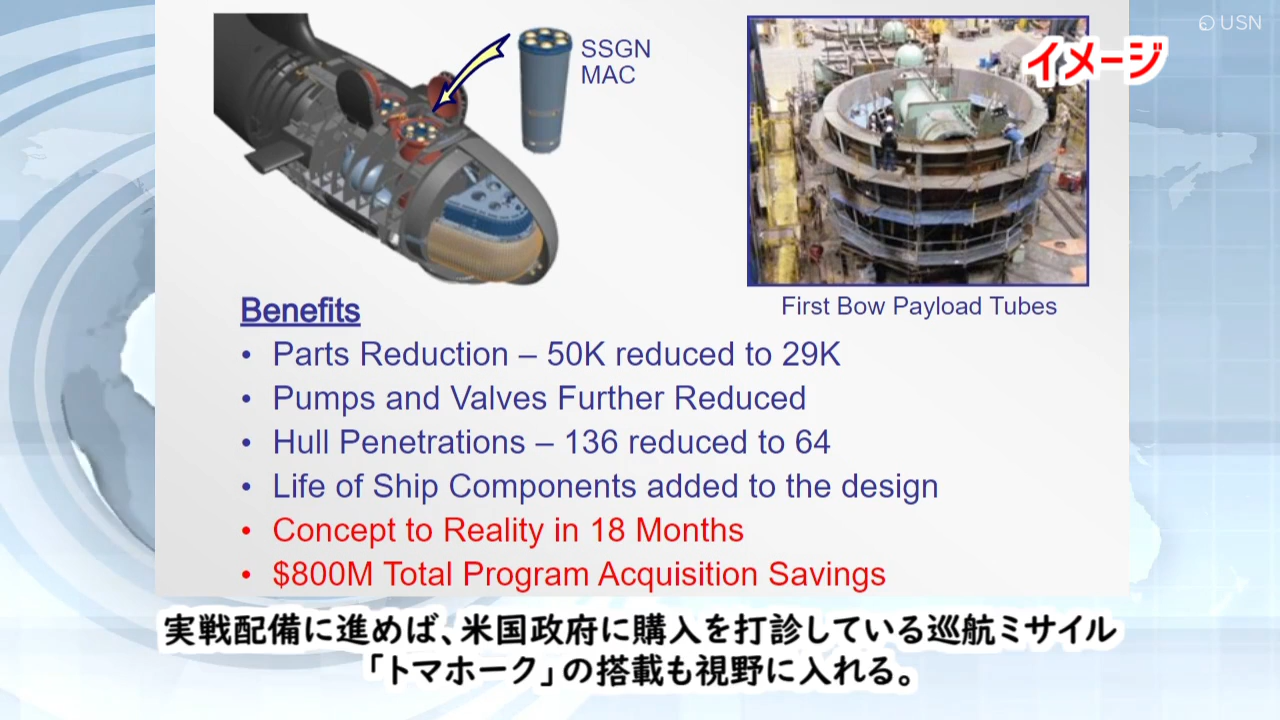 © USN
イメージ
SSGN
MAC
First Bow Payload Tubes
Benefits
• Parts Reduction – 50K reduced to 29K
• Pumps and Valves Further Reduced
• Hull Penetrations – 136 reduced to 64
• Life of Ship Components added to the design
• Concept to Reality in 18 Months
• $800M Total Program Acquisition Savings
実戦配備に進めば、米国政府に購入を打診している巡航ミサイル
「トマホーク」の搭載も視野に入れる。